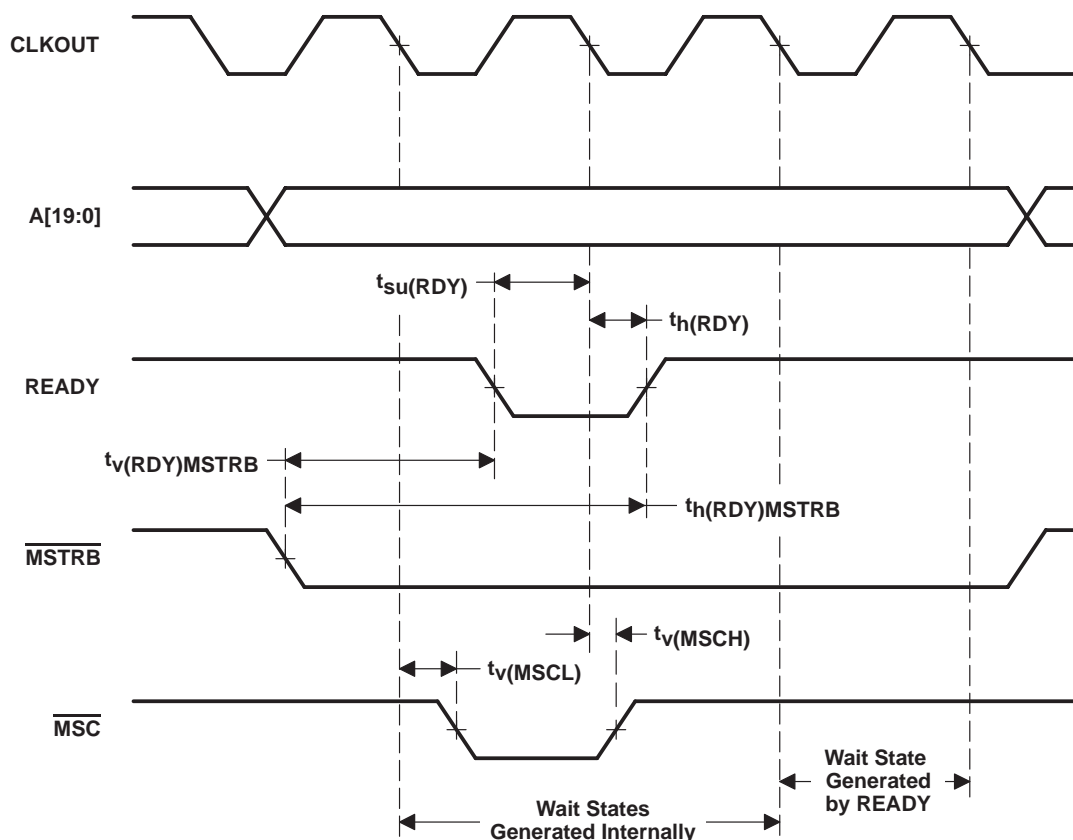 CLKOUT
A[19:0]
tsu(RDY)
th(RDY)
READY
tv(RDY)MSTRB
th(RDY)MSTRB
MSTRB
tv(MSCH)
tv(MSCL)
MSC
Wait State
Generated
by READY
Wait States
Generated Internally